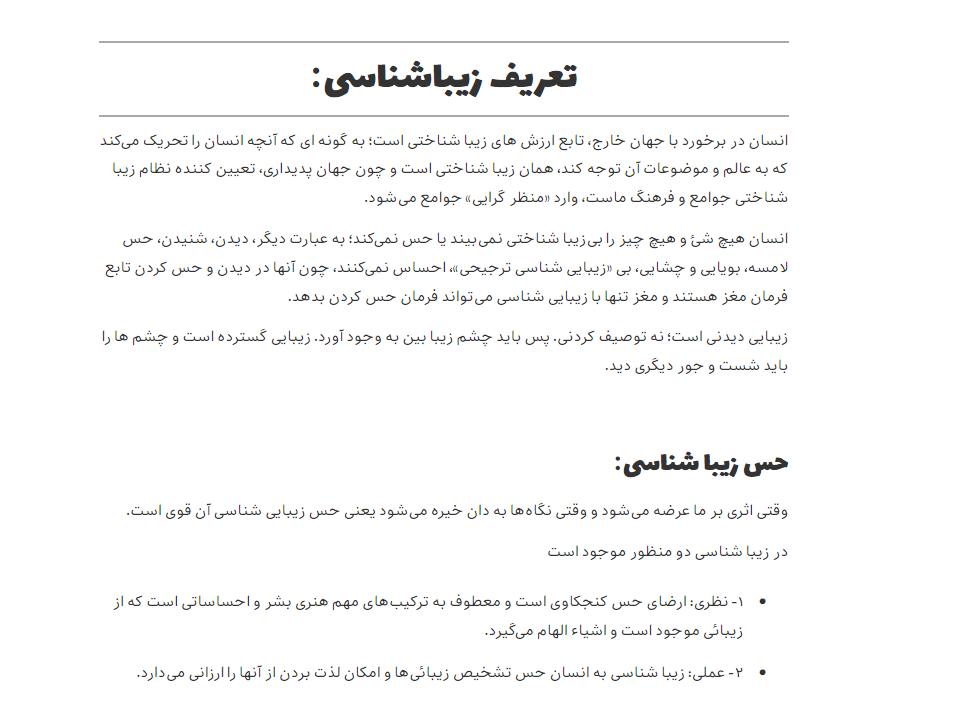 تعریف زیباشناسی:
انسان در برخورد با جهان خارج، تابع ارزش های زیبا شناختی است؛ به گونه ای که آنچه انسان را تحریک می‌کند
که به عالم و موضوعات آن توجه کند، همان زیبا شناختی است و چون جهان پدیداری، تعیین کننده نظام زیبا
شناختی جوامع و فرهنگ ماست، وارد «منظر گرایی» جوامع می‌شود.
انسان هیچ شئ و هیچ چیز را بی‌زیبا شناختی نمی‌بیند یا حس نمی‌کند؛ به عبارت دیگر، دیدن، شنیدن، حس
لامسه، بویایی و چشایی، بی «زیبایی شناسی ترجیحی»، احساس نمی‌کنند، چون آنها در دیدن و حس کردن تابع
فرمان مغز هستند و مغز تنها با زیبایی شناسی می‌تواند فرمان حس کردن بدهد.
زیبایی دیدنی است؛ نه توصیف کردنی. پس باید چشم زیبا بین به وجود آورد. زیبایی گسترده است و چشم ها را
باید شست و جور دیگری دید.
حس زیبا شناسی:
وقتی اثری بر ما عرضه می‌شود و وقتی نگاه‌ها به دان خیره می‌شود یعنی حس زیبایی شناسی آن قوی است.
در زیبا شناسی دو منظور موجود است
• ۱- نظری: ارضای حس کنجکاوی است و معطوف به ترکیب‌های مهم هنری بشر و احساساتی است که از
زیبائی موجود است و اشیاء الهام می‌گیرد.
• ۲- عملی: زیبا شناسی به انسان حس تشخیص زیبائی‌ها و امکان لذت بردن از آنها را ارزانی می‌دارد.